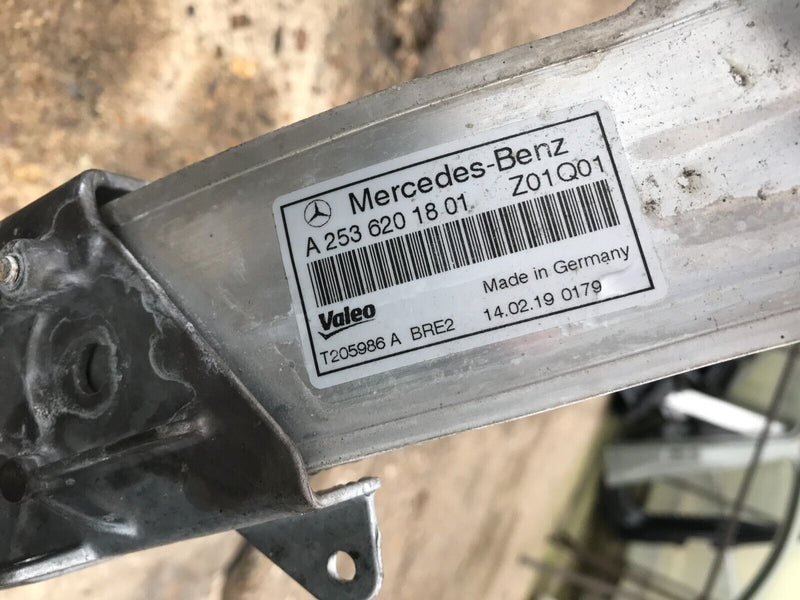 Mercedes-Benz
A 253 620 18 01 Z01Q01
Made in Germany
Valeo 14.02.19 0179
T205986 A BRE2